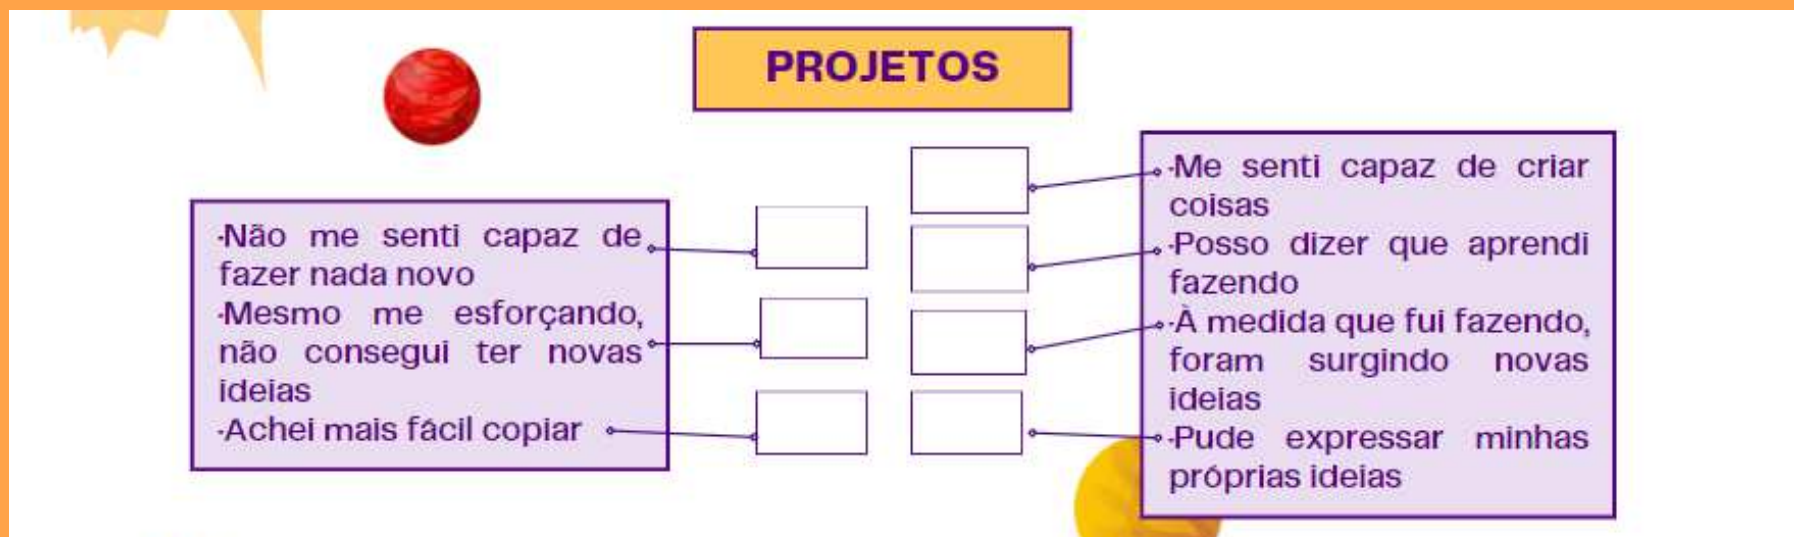 PROJETOS
·Não me senti capaz de
fazer nada novo
·Mesmo me esforçando,
não consegui ter novas
ideias
·Achei mais fácil copiar
·Me senti capaz de criar
coisas
·Posso dizer que aprendi
fazendo
·À medida que fui fazendo,
foram surgindo novas
ideias
·Pude expressar minhas
próprias ideias